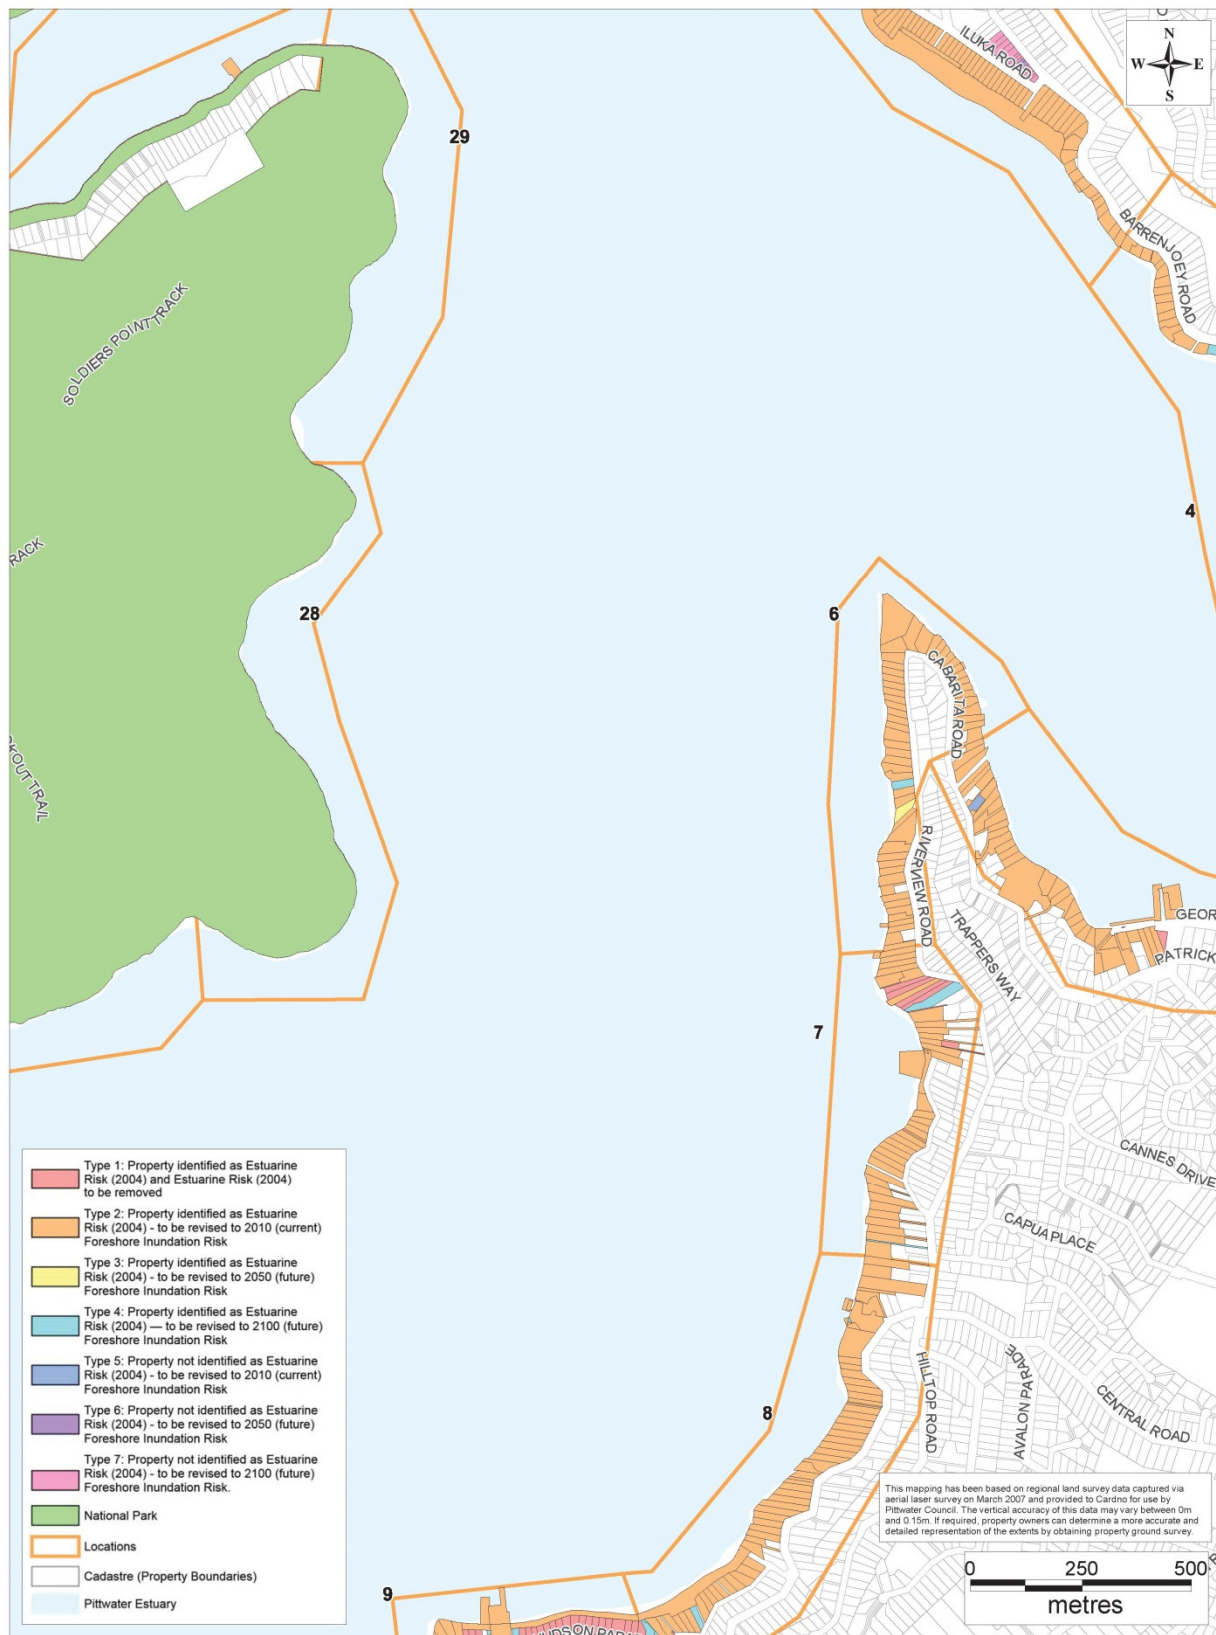 ILUKA ROAD
N
W E
S
29
BARRENJOEY ROAD
SOLDIERS POINT TRACK
4
RACK
28
6
CABARITA ROAD
RKOUT TRAIL
RIVERVIEW ROAD
TRAPPERS WAY
GEOR
PATRICK
7
CANNES DRIVE
CAPUA PLACE
HILLTOP ROAD
AVALON PARADE
CENTRAL ROAD
8
9
Type 1: Property identified as Estuarine
Risk (2004) and Estuarine Risk (2004)
to be removed
Type 2: Property identified as Estuarine
Risk (2004) - to be revised to 2010 (current)
Foreshore Inundation Risk
Type 3: Property identified as Estuarine
Risk (2004) - to be revised to 2050 (future)
Foreshore Inundation Risk
Type 4: Property identified as Estuarine
Risk (2004) — to be revised to 2100 (future)
Foreshore Inundation Risk
Type 5: Property not identified as Estuarine
Risk (2004) - to be revised to 2010 (current)
Foreshore Inundation Risk
Type 6: Property not identified as Estuarine
Risk (2004) - to be revised to 2050 (future)
Foreshore Inundation Risk
Type 7: Property not identified as Estuarine
Risk (2004) - to be revised to 2100 (future)
Foreshore Inundation Risk.
National Park
Locations
Cadastre (Property Boundaries)
Pittwater Estuary
This mapping has been based on regional land survey data captured via
aerial laser survey on March 2007 and provided to Cardno for use by
Pittwater Council. The vertical accuracy of this data may vary between 0m
and 0.15m. If required, property owners can determine a more accurate and
detailed representation of the extents by obtaining property ground survey.
0 250 500
metres